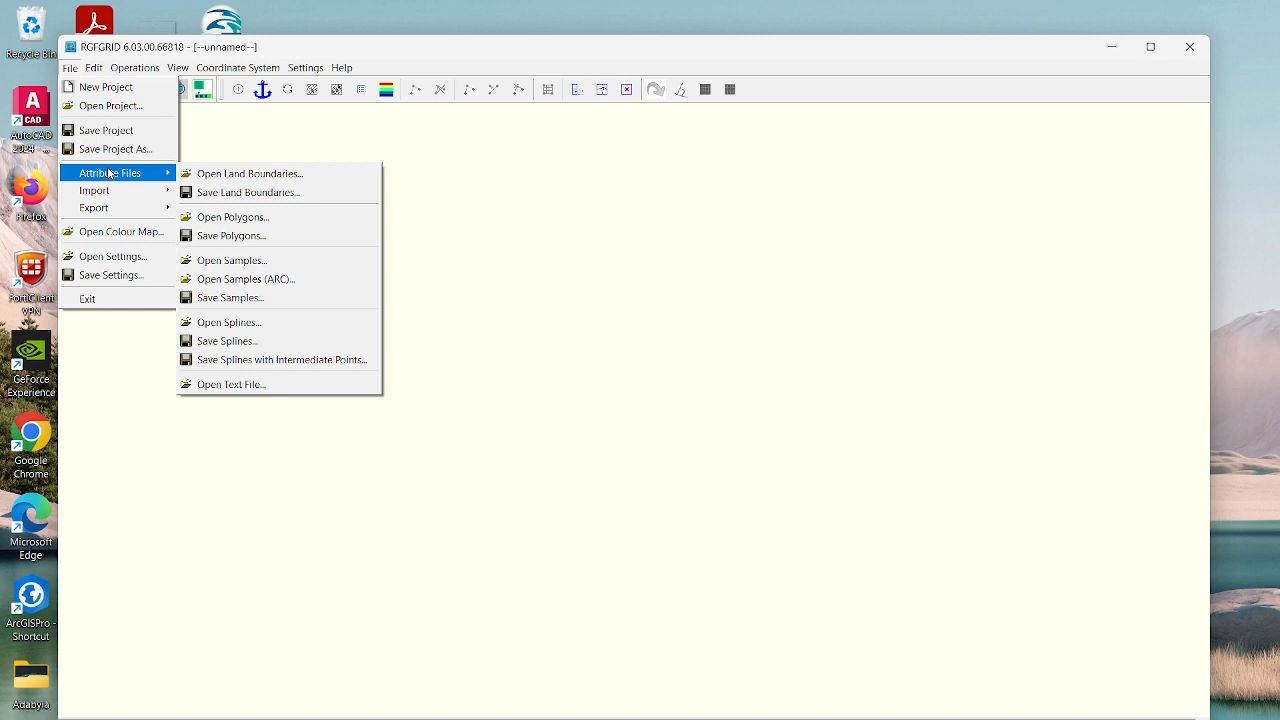 Recycle Bin
RGFGRID 6.03.00.66818 - [--unnamed--]
File Edit Operations View Coordinate System Settings Help
New Project
Open Project...
Save Project
Save Project As...
Attribute Files
Import
Export
Open Colour Map...
Open Settings...
Save Settings...
Exit
Open Land Boundaries...
Save Land Boundaries...
Open Polygons...
Save Polygons...
Open Samples...
Open Samples (ARC)...
Save Samples...
Open Splines...
Save Splines...
Save Splines with Intermediate Points...
Open Text File...
A
CAD
AutoCAD
2024 - ...
Firefox
FortiClient
VPN
GeForce
Experience
Google
Chrome
Microsoft
Edge
ArcGISPro -
Shortcut
Adabyia